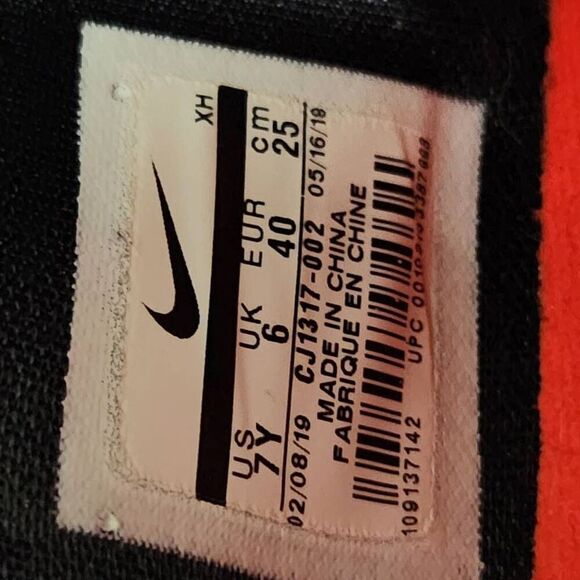 XH
US UK EUR cm
7Y 6 40 25
02/08/19 CJ1317-002 05/16/19
MADE IN CHINA
FABRIQUE EN CHINE
UPC
109137142